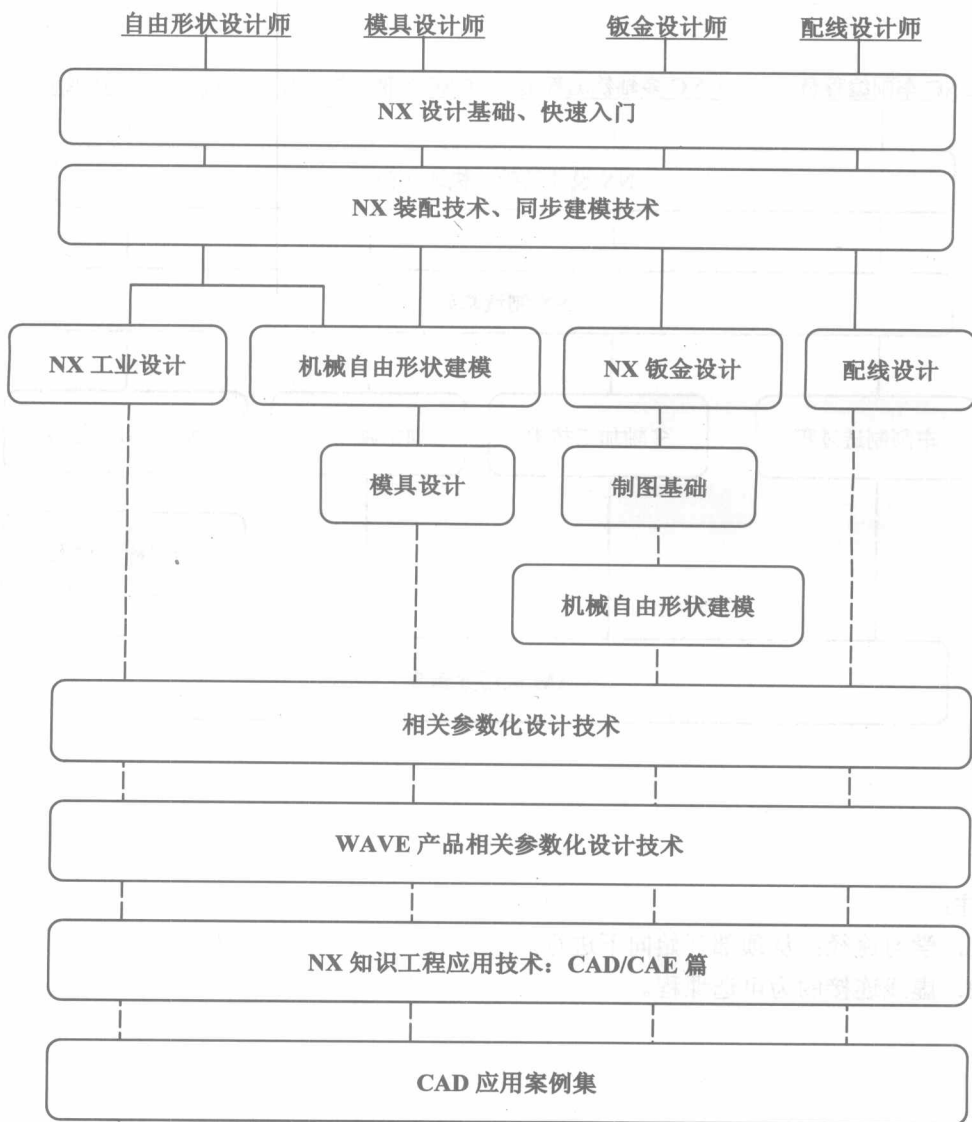 自由形状设计师 模具设计师 钣金设计师 配线设计师
NX 设计基础、快速入门
NX 装配技术、同步建模技术
NX 工业设计 机械自由形状建模 NX 钣金设计 配线设计
模具设计 制图基础
机械自由形状建模
相关参数化设计技术
WAVE 产品相关参数化设计技术
NX 知识工程应用技术：CAD/CAE 篇
CAD 应用案例集